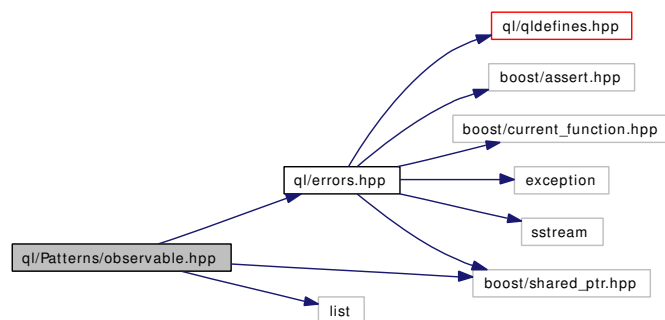 ql/qldefines.hpp
boost/assert.hpp
boost/current_function.hpp
ql/errors.hpp
exception
sstream
ql/Patterns/observable.hpp
boost/shared_ptr.hpp
list